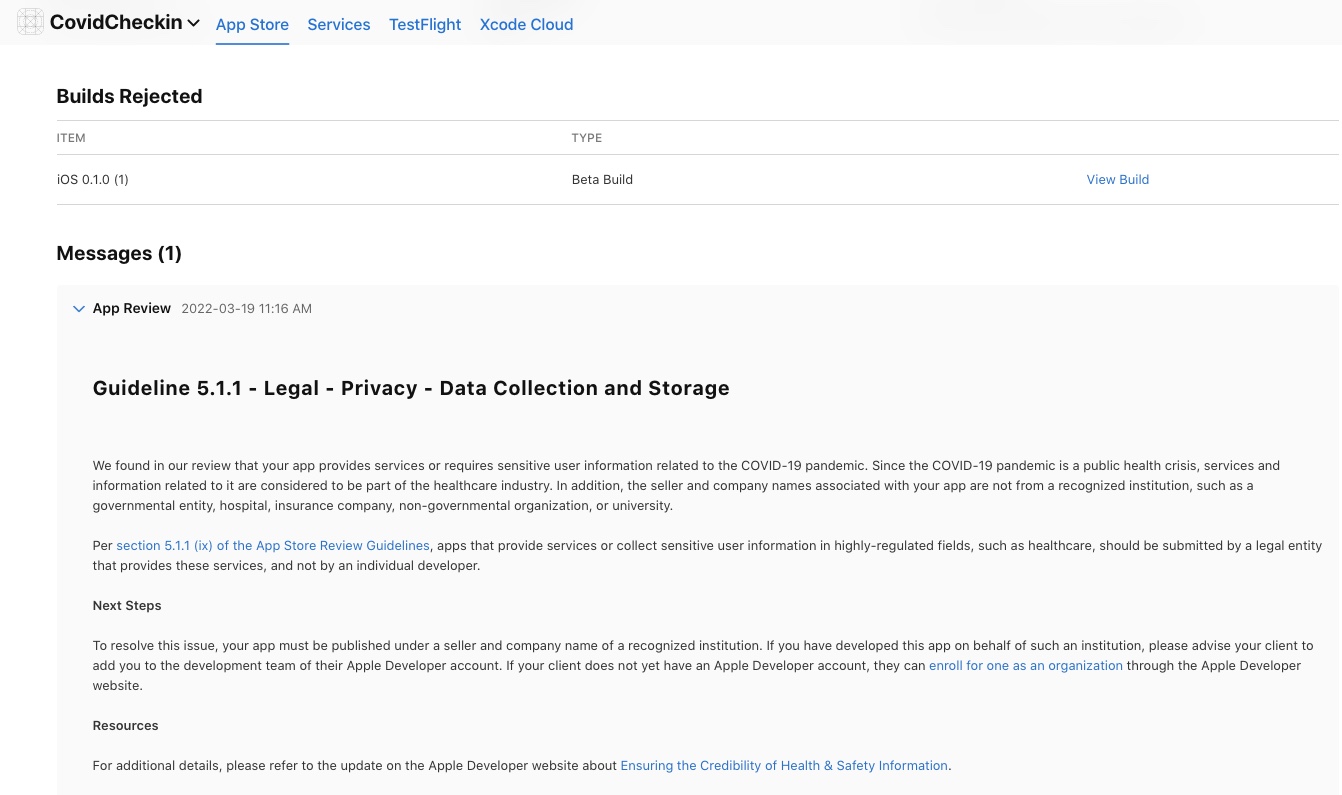 CovidCheckin App Store Services TestFlight Xcode Cloud
Builds Rejected
ITEM TYPE
iOS 0.1.0 (1) Beta Build View Build
Messages (1)
App Review 2022-03-19 11:16 AM
Guideline 5.1.1 - Legal - Privacy - Data Collection and Storage
We found in our review that your app provides services or requires sensitive user information related to the COVID-19 pandemic. Since the COVID-19 pandemic is a public health crisis, services and
information related to it are considered to be part of the healthcare industry. In addition, the seller and company names associated with your app are not from a recognized institution, such as a
governmental entity, hospital, insurance company, non-governmental organization, or university.
Per section 5.1.1 (ix) of the App Store Review Guidelines, apps that provide services or collect sensitive user information in highly-regulated fields, such as healthcare, should be submitted by a legal entity
that provides these services, and not by an individual developer.
Next Steps
To resolve this issue, your app must be published under a seller and company name of a recognized institution. If you have developed this app on behalf of such an institution, please advise your client to
add you to the development team of their Apple Developer account. If your client does not yet have an Apple Developer account, they can enroll for one as an organization through the Apple Developer
website.
Resources
For additional details, please refer to the update on the Apple Developer website about Ensuring the Credibility of Health & Safety Information.